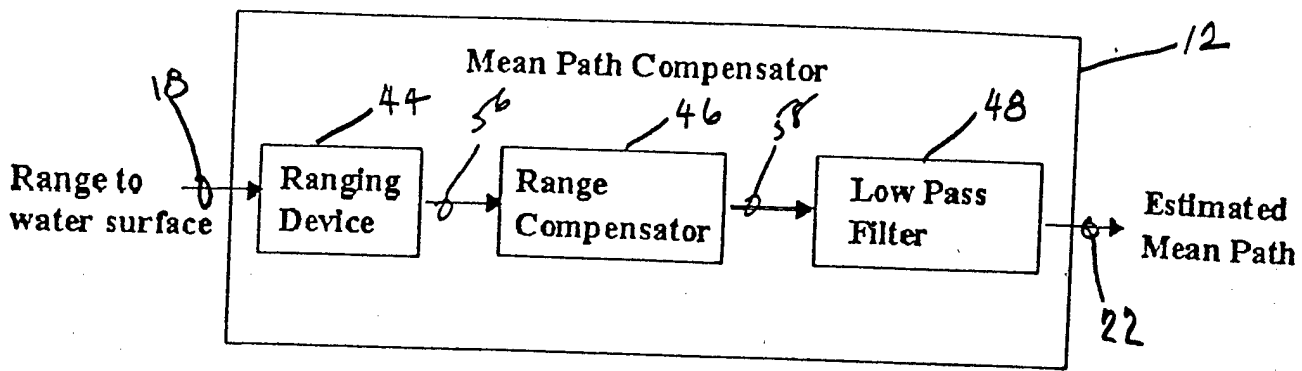 12
Mean Path Compensator
18
44
56
46
58
48
Range to
water surface
Ranging
Device
Range
Compensator
Low Pass
Filter
Estimated
Mean Path
22